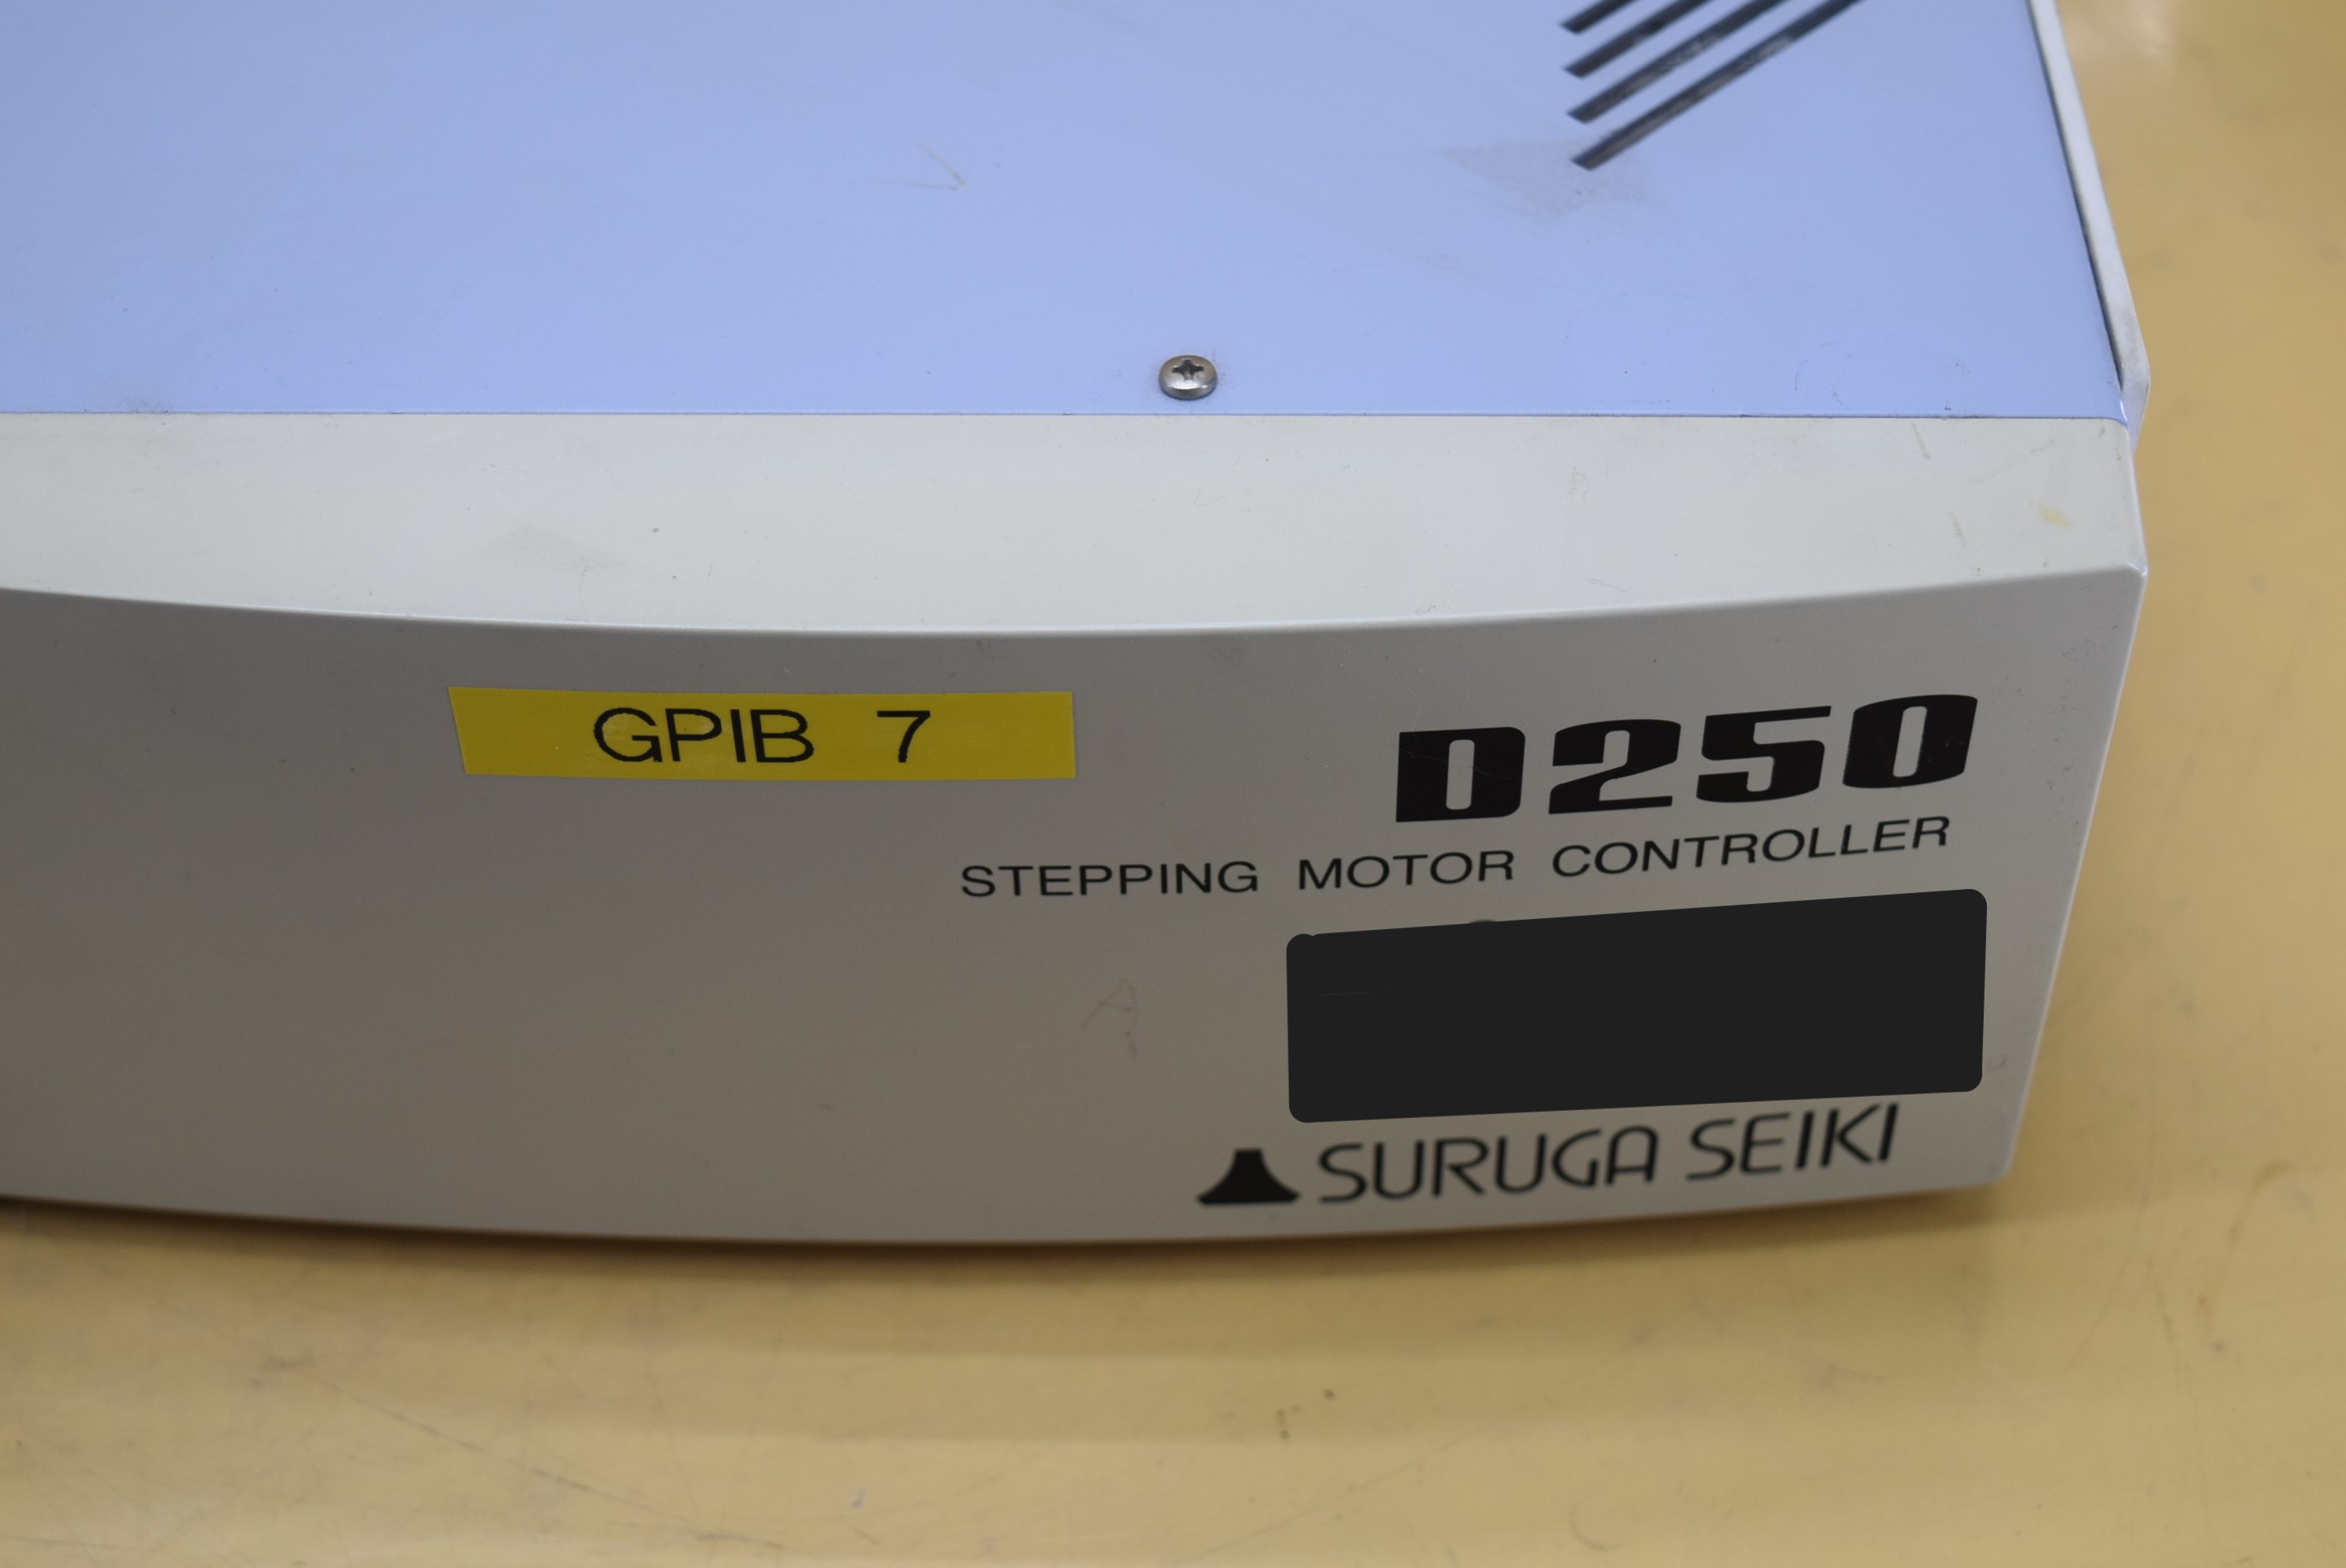 GPIB 7
D250
STEPPING MOTOR CONTROLLER
SURUGA SEIKI